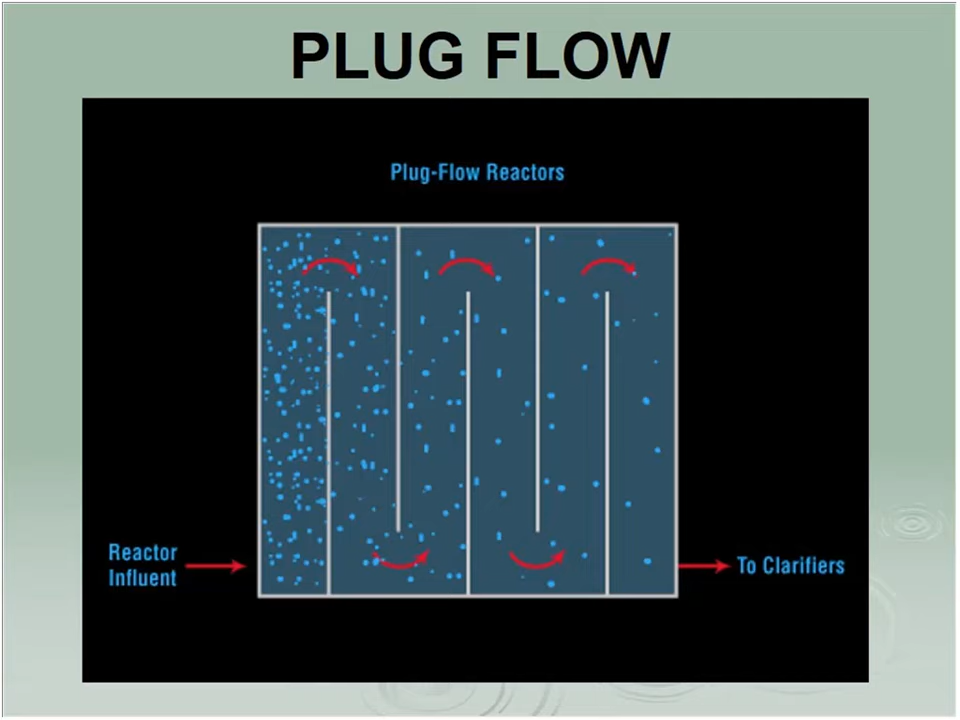 PLUG FLOW
Plug-Flow Reactors
Reactor
Influent
To Clarifiers